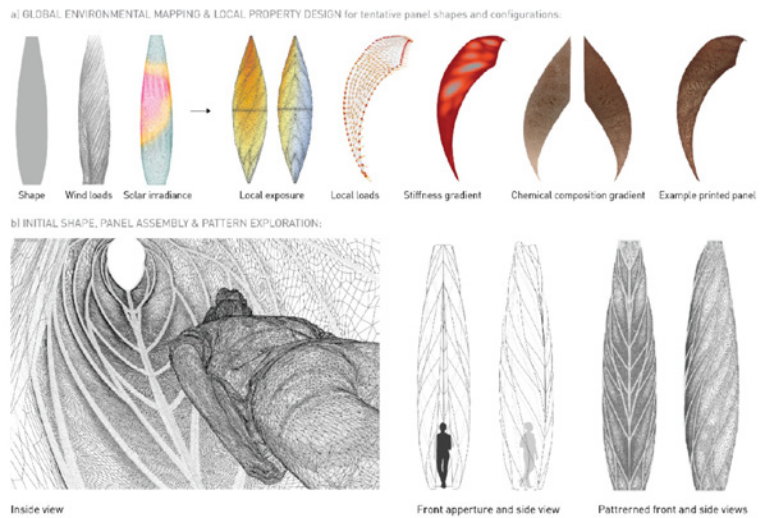 a) GLOBAL ENVIRONMENTAL MAPPING & LOCAL PROPERTY DESIGN for tentative panel shapes and configurations:
Shape
Wind loads
Solar irradiance
Local exposure
Local loads
Stiffness gradient
Chemical composition gradient
Example printed panel
b) INITIAL SHAPE, PANEL ASSEMBLY & PATTERN EXPLORATION:
Inside view
Front apperture and side view
Pattrerned front and side views